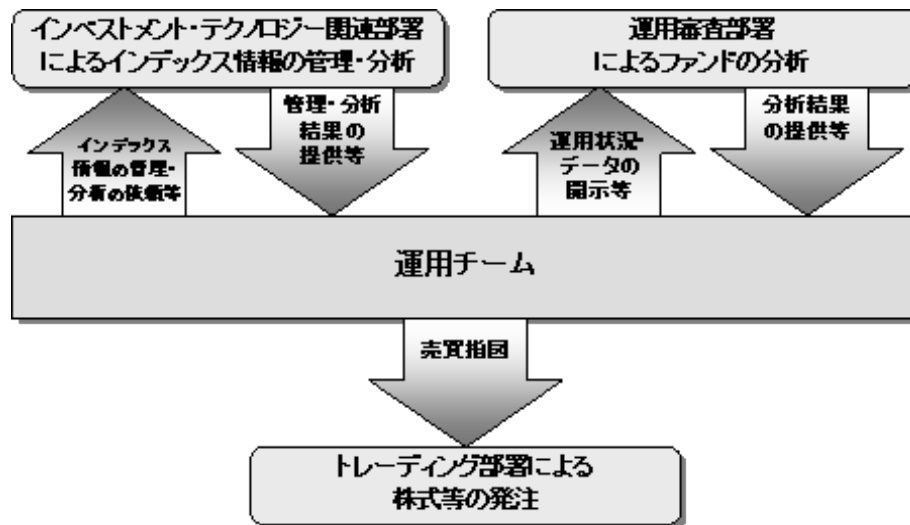 インベストメント・テクノロジー関連部署
によるインデックス情報の管理・分析
運用審査部署
によるファンドの分析
インデックス
情報の管理・
分析の依頼等
管理・分析
結果の
提供等
運用状況・
データの
開示等
分析結果
の提供等
運用チーム
売買指図
トレーディング部署による
株式等の発注